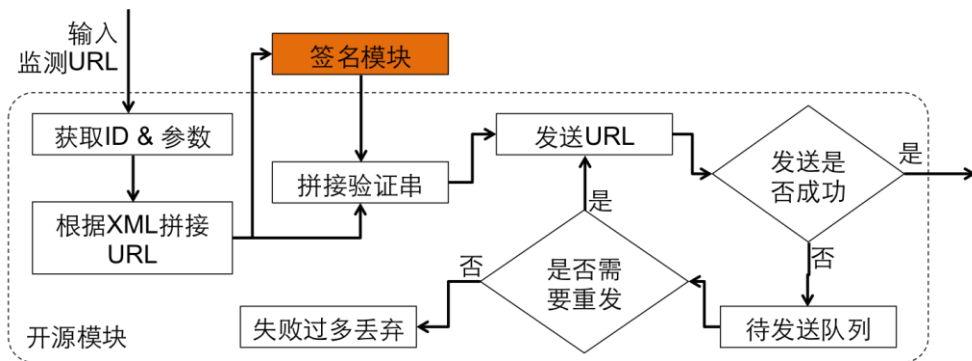 输入
监测URL
签名模块
获取ID & 参数
发送URL
发送是
否成功
是
拼接验证串
根据XML拼接
URL
是
否
是否需
要重发
否
失败过多丢弃
待发送队列
开源模块